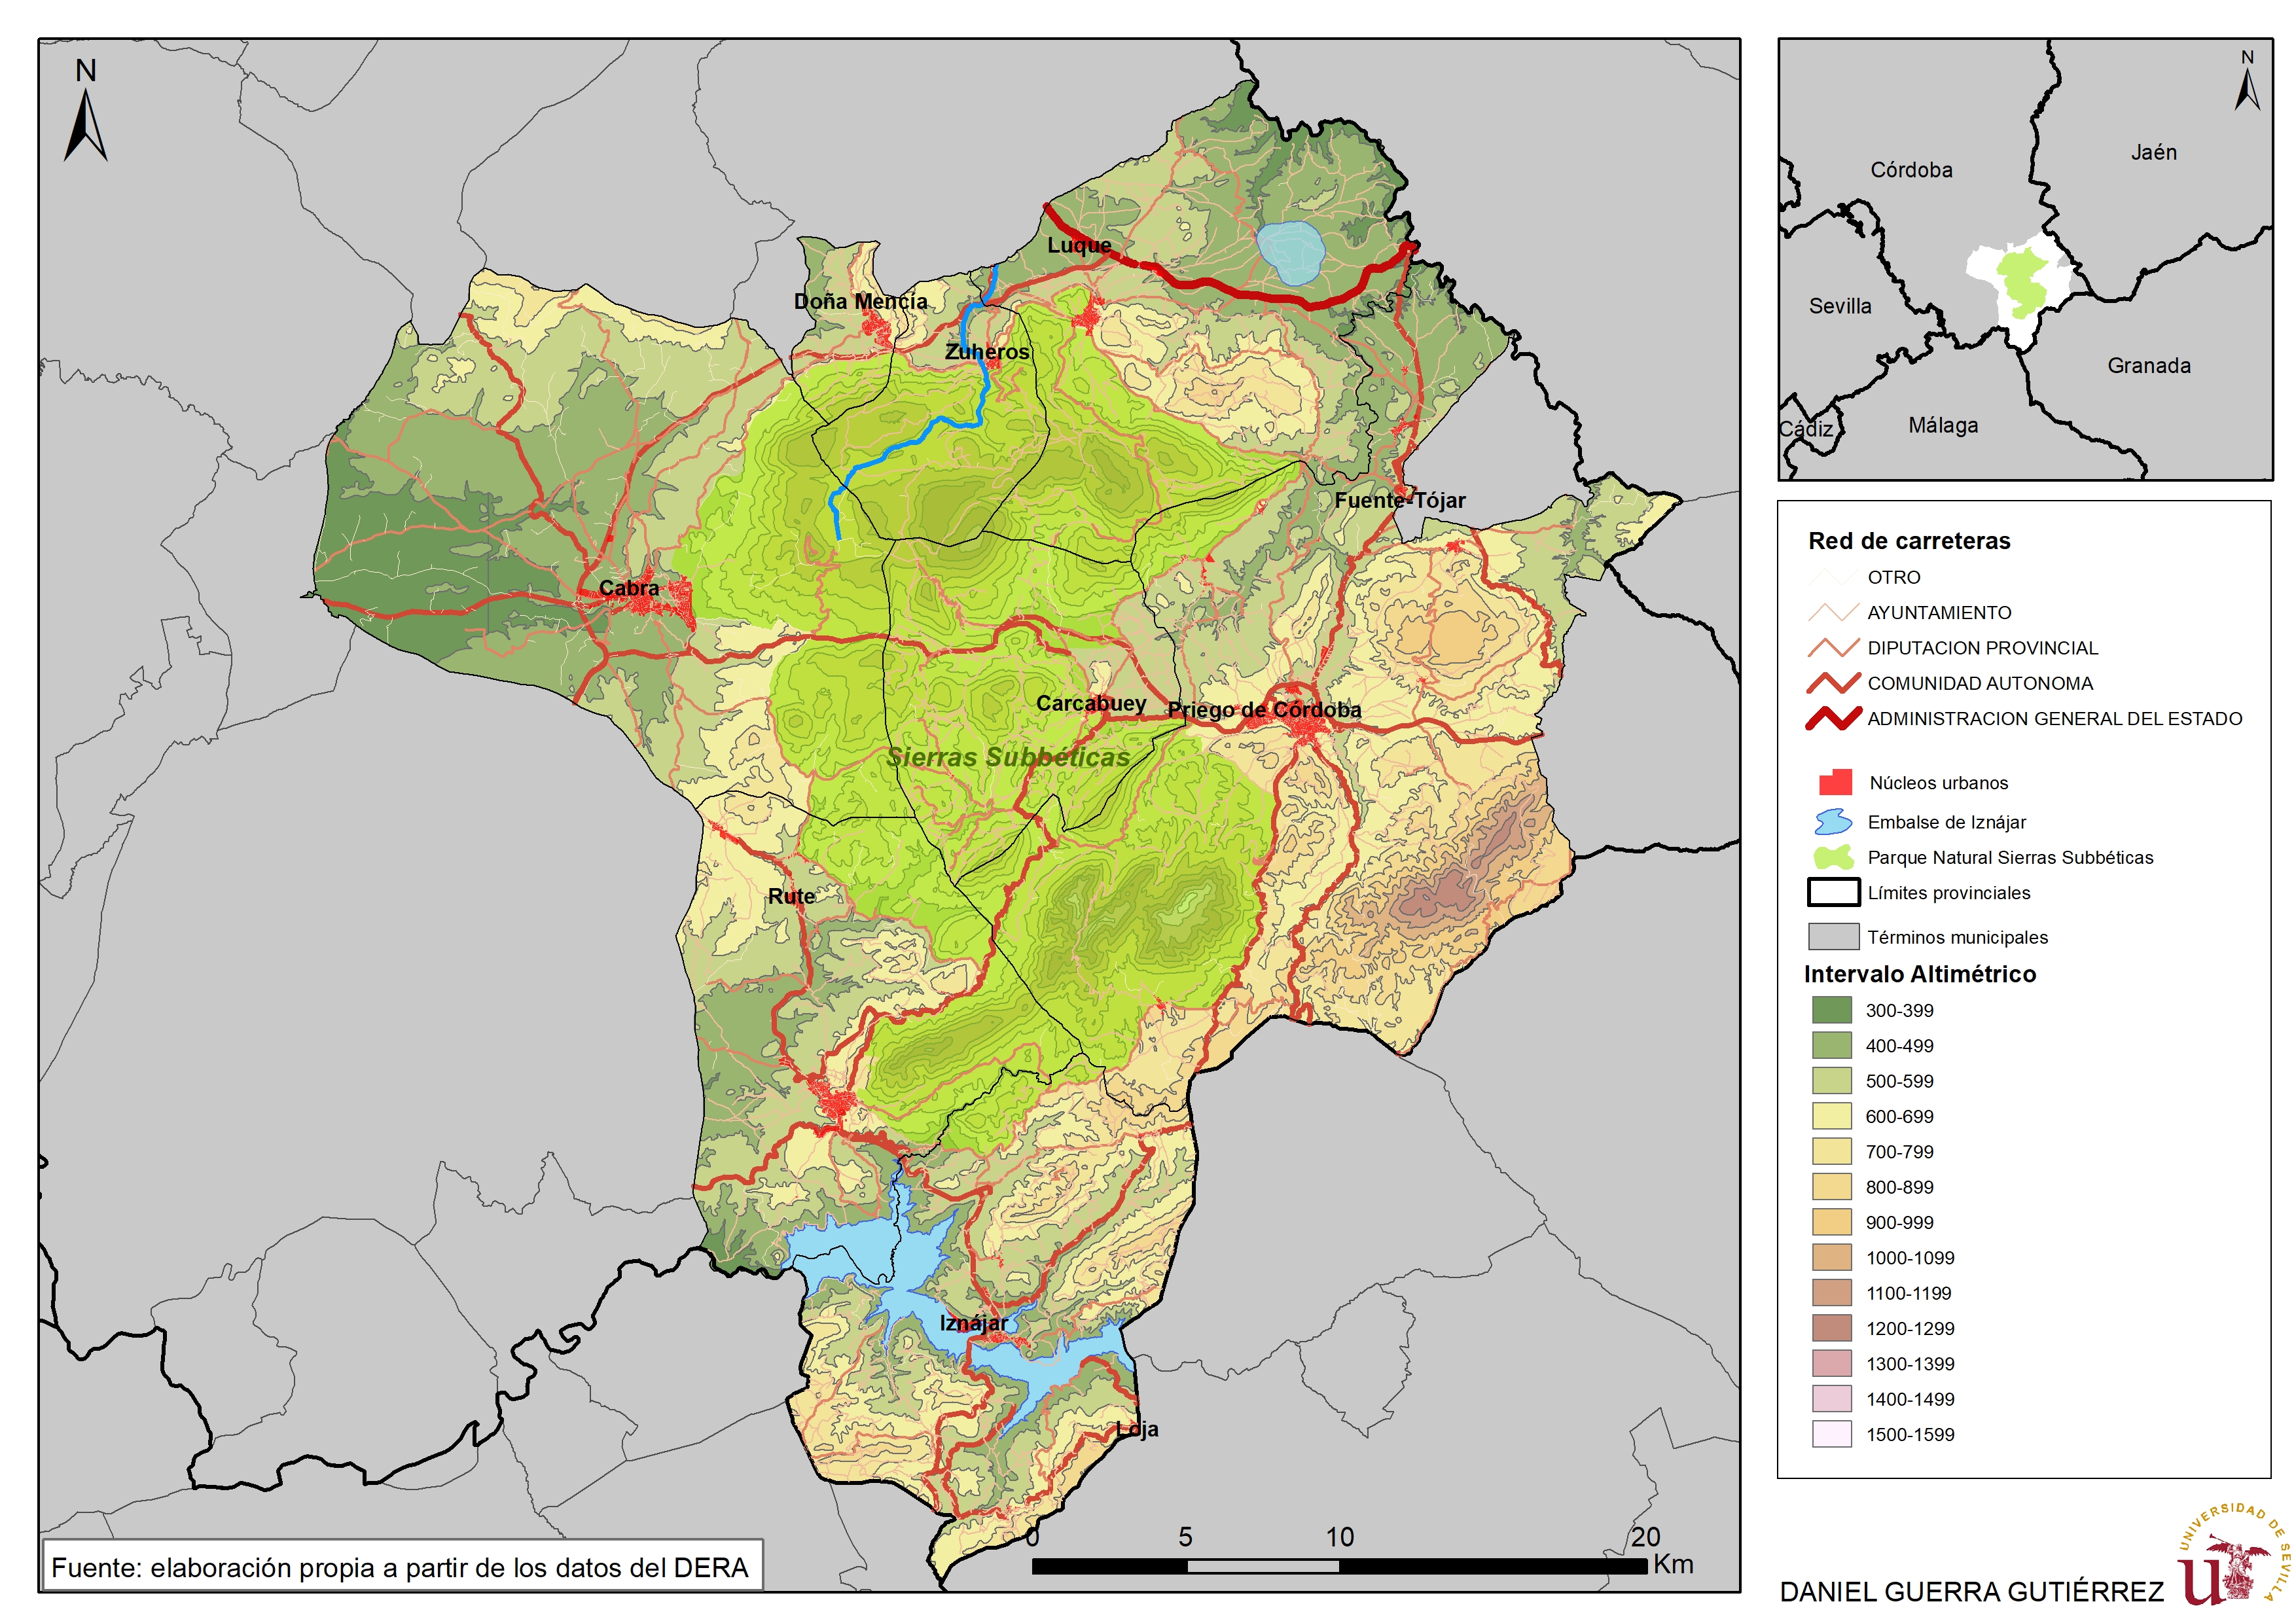 N
Luque
Doña Mencía
Zuheros
Fuente-Tójar
Cabra
Carcabuey
Priego de Córdoba
Sierras Subbéticas
Rute
Iznájar
Loja
0 5 10 20
Km
Fuente: elaboración propia a partir de los datos del DERA
N
Córdoba
Jaén
Sevilla
Granada
Cádiz
Málaga
Red de carreteras
OTRO
AYUNTAMIENTO
DIPUTACION PROVINCIAL
COMUNIDAD AUTONOMA
ADMINISTRACION GENERAL DEL ESTADO
Núcleos urbanos
Embalse de Iznájar
Parque Natural Sierras Subbéticas
Límites provinciales
Términos municipales
Intervalo Altimétrico
300-399
400-499
500-599
600-699
700-799
800-899
900-999
1000-1099
1100-1199
1200-1299
1300-1399
1400-1499
1500-1599
DANIEL GUERRA GUTIÉRREZ
UNIVERSIDAD DE SEVILLA
u